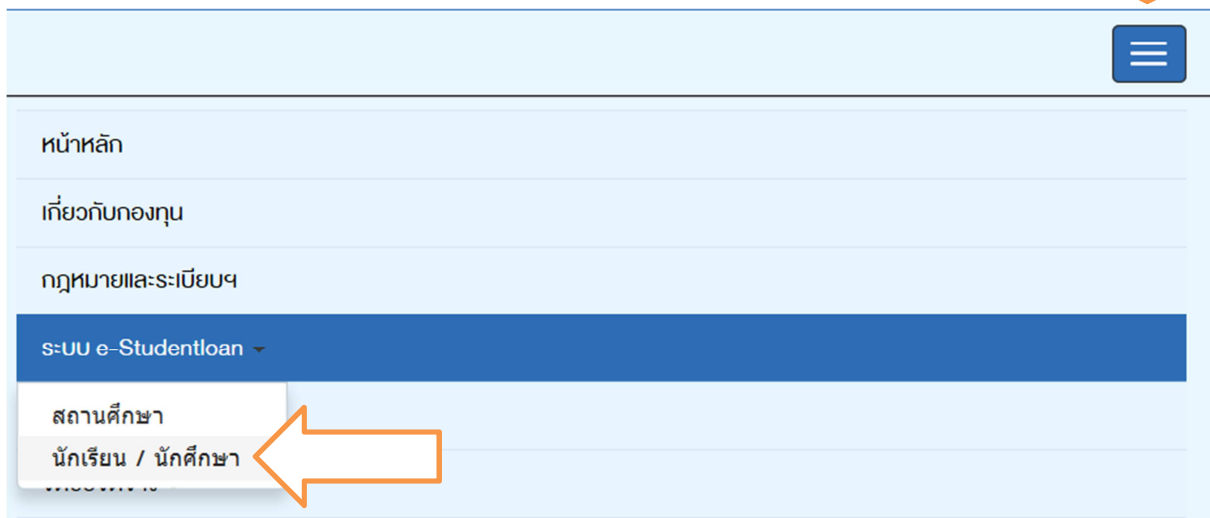 หน้าหลัก
เกี่ยวกับกองทุน
กฎหมายและระเบียบฯ
ระบบ e-Studentloan
สถานศึกษา
นักเรียน / นักศึกษา